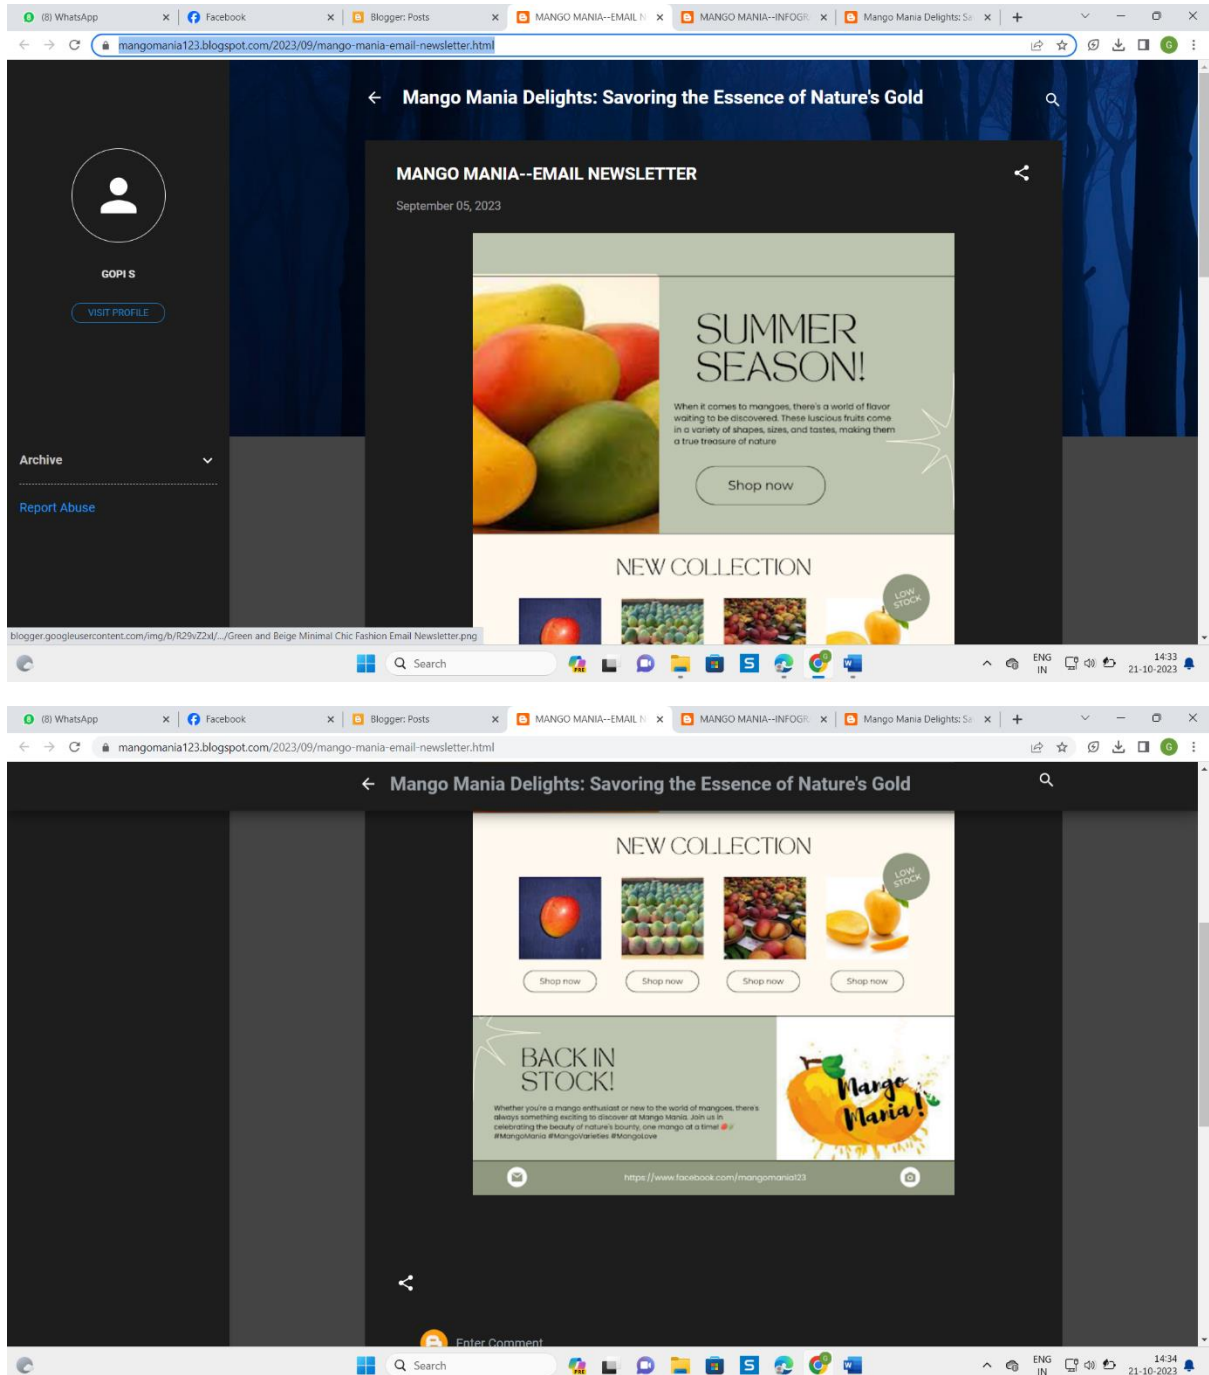 (8) WhatsApp
Facebook
Blogger: Posts
MANGO MANIA--EMAIL N
MANGO MANIA--INFOGR
Mango Mania Delights: Sa
mangomania123.blogspot.com/2023/09/mango-mania-email-newsletter.html
G
Mango Mania Delights: Savoring the Essence of Nature's Gold
MANGO MANIA--EMAIL NEWSLETTER
September 05, 2023
GOPI S
VISIT PROFILE
Archive
Report Abuse
SUMMER
SEASON!
When it comes to mangoes, there's a world of flavor
waiting to be discovered. These luscious fruits come
in a variety of shapes, sizes, and tastes, making them
a true treasure of nature
Shop now
NEW COLLECTION
LOW
STOCK
blogger.googleusercontent.com/img/b/R29vZ2xl/.../Green and Beige Minimal Chic Fashion Email Newsletter.png
Search
ENG
IN
14:33
21-10-2023
(8) WhatsApp
Facebook
Blogger: Posts
MANGO MANIA--EMAIL N
MANGO MANIA--INFOGR
Mango Mania Delights: Sa
mangomania123.blogspot.com/2023/09/mango-mania-email-newsletter.html
G
Mango Mania Delights: Savoring the Essence of Nature's Gold
NEW COLLECTION
LOW
STOCK
Shop now
Shop now
Shop now
Shop now
BACK IN
STOCK!
Whether you're a mango enthusiast or new to the world of mangoes, there's
always something exciting to discover at Mango Mania. Join us in
celebrating the beauty of nature's bounty, one mango at a time!
#MangoMania #MangoVarieties #MangoLove
Mango
Mania!
https://www.facebook.com/mangomania123
Enter Comment
Search
ENG
IN
14:34
21-10-2023